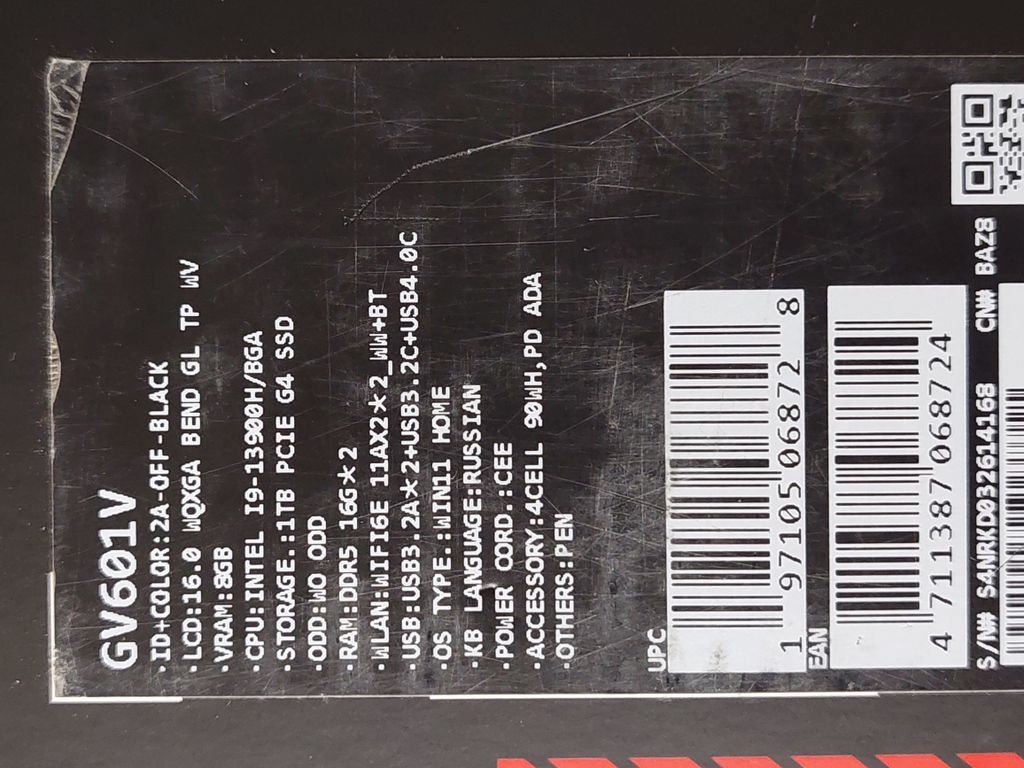 GV601V
·ID+COLOR:2A-OFF-BLACK
·LCD:16.0 WQXGA BEND GL TP WV
·VRAM:8GB
·CPU:INTEL I9-13900H/BGA
·STORAGE.:1TB PCIE G4 SSD
·ODD:WO ODD
·RAM:DDR5 16G*2
·WLAN:WIFI6E 11AX2*2_WW+BT
·USB:USB3.2A*2+USB3.2C+USB4.0C
·OS TYPE.:WIN11 HOME
·KB LANGUAGE:RUSSIAN
·POWER CORD.:CEE
·ACCESSORY:4CELL 90WH,PD ADA
·OTHERS:PEN
UPC
1 97105 06872 8
EAN
4 711387 068724
S/N# S4NRKD032614168 CN# BAZ8